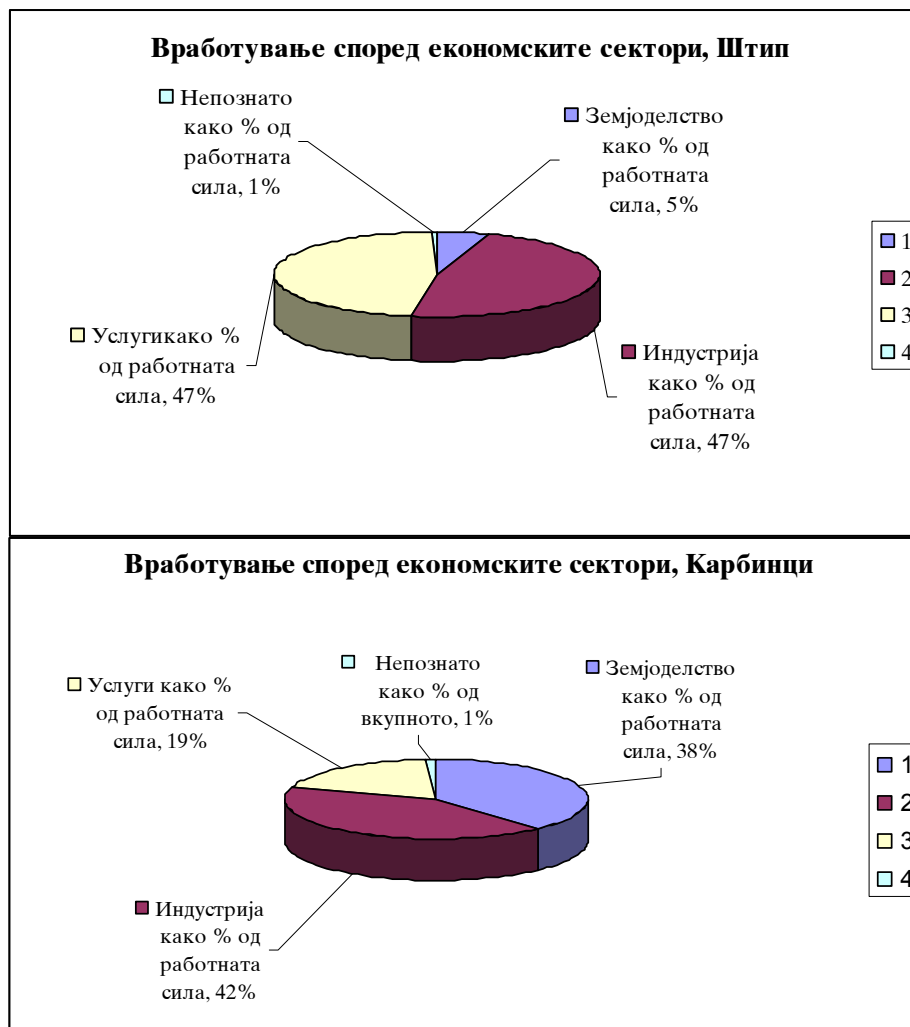 Вработување според економските сектори, Штип
Непознато
како % од
работната
сила, 1%
Земјоделство
како % од
работната
сила, 5%
1
2
3
4
Услугикако %
од работната
сила, 47%
Индустрија
како % од
работната
сила, 47%
Вработување според економските сектори, Карбинци
Услуги како %
од работната
сила, 19%
Непознато
како % од
вкупното, 1%
Земјоделство
како % од
работната
сила, 38%
1
2
3
4
Индустрија
како % од
работната
сила, 42%